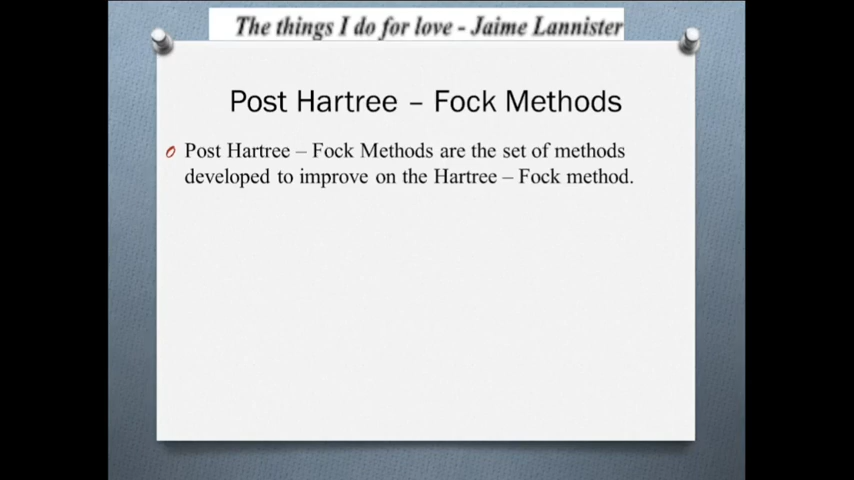 The things I do for love - Jaime Lannister
Post Hartree – Fock Methods
Post Hartree – Fock Methods are the set of methods
developed to improve on the Hartree – Fock method.